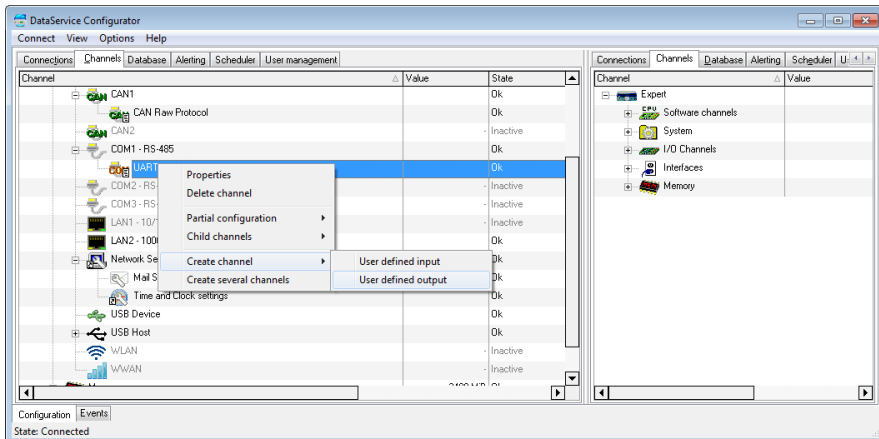 DataService Configurator
Connect View Options Help
Connections Channels Database Alerting Scheduler User management
Channel Value State
CAN1 Ok
CAN Raw Protocol Ok
CAN2 - Inactive
COM1 - RS-485 Ok
UART Ok
COM2 - RS- - Inactive
COM3 - RS- - Inactive
LAN1 - 10/1 - Inactive
LAN2 - 100 Ok
Network Se Ok
Mail S Ok
Time and Clock settings Ok
USB Device Ok
USB Host Ok
WLAN - Inactive
WWAN - Inactive
Properties
Delete channel
Partial configuration
Child channels
Create channel
Create several channels
User defined input
User defined output
Connections Channels Database Alerting Scheduler U
Channel Value
Expert
Software channels
System
I/O Channels
Interfaces
Memory
Configuration Events
State: Connected